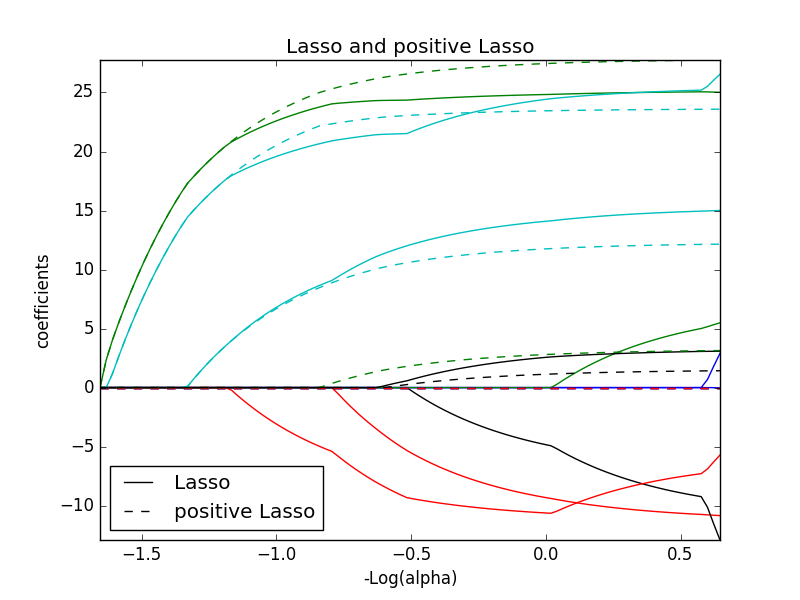 Lasso and positive Lasso
25
20
15
10
5
0
−5
−10
coefficients
Lasso
positive Lasso
−1.5 −1.0 −0.5 0.0 0.5
-Log(alpha)